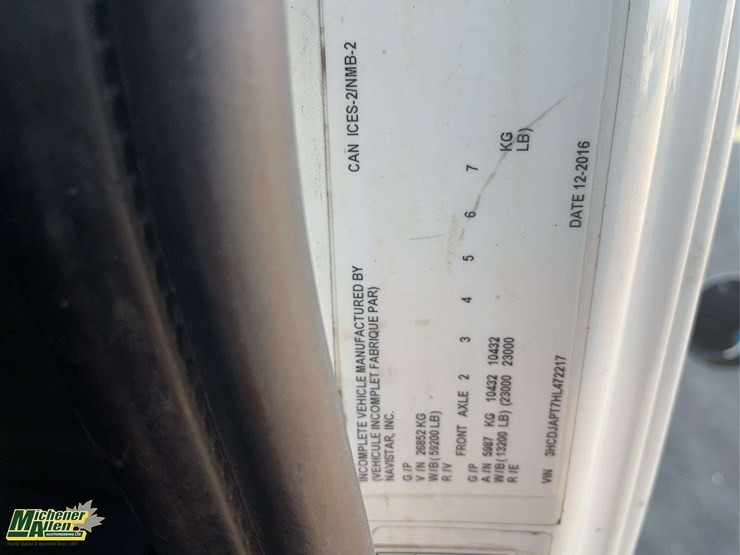 CAN ICES-2/NMB-2
INCOMPLETE VEHICLE MANUFACTURED BY
(VEHICULE INCOMPLET FABRIQUE PAR)
NAVISTAR, INC.
G /P
V /N 26852 KG
W/B ( 59200 LB)
R /V
FRONT AXLE 2 3 4 5 6 7
G /P
A /N 5987 KG 10432 10432 KG
W/B ( 13200 LB) (23000 23000 LB)
R /E
DATE 12-2016
VIN 3HCDJAPT7HL472217
Michener
Allen
AUCTIONEERING LTD.